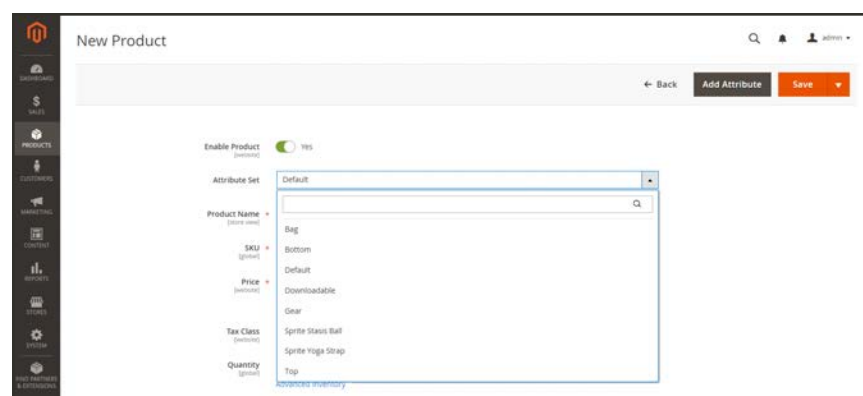 New Product
admin
← Back
Add Attribute
Save
DASHBOARD
$
SALES
PRODUCTS
CUSTOMERS
MARKETING
CONTENT
REPORTS
STORES
SYSTEM
FIND PARTNERS
& EXTENSIONS
Enable Product
[website]
Yes
Attribute Set
Default
Product Name *
[store view]
SKU *
[global]
Price *
[website]
Tax Class
[website]
Quantity
[global]
Bag
Bottom
Default
Downloadable
Gear
Sprite Stasis Ball
Sprite Yoga Strap
Top
Advanced Inventory